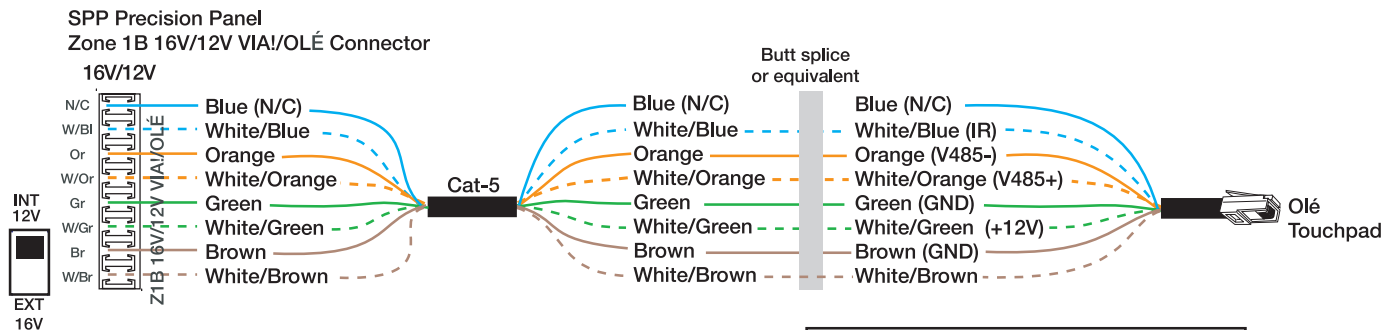 SPP Precision Panel
Zone 1B 16V/12V VIA!/OLÉ Connector
16V/12V
Butt splice
or equivalent
N/C
W/Bl
Or
W/Or
Gr
W/Gr
Br
W/Br
Z1B 16V/12V VIA!/OLÉ
INT
12V
EXT
16V
Blue (N/C)
White/Blue
Orange
White/Orange
Green
White/Green
Brown
White/Brown
Cat-5
Blue (N/C)
White/Blue
Orange
White/Orange
Green
White/Green
Brown
White/Brown
Blue (N/C)
White/Blue (IR)
Orange (V485-)
White/Orange (V485+)
Green (GND)
White/Green (+12V)
Brown (GND)
White/Brown
Olé
Touchpad